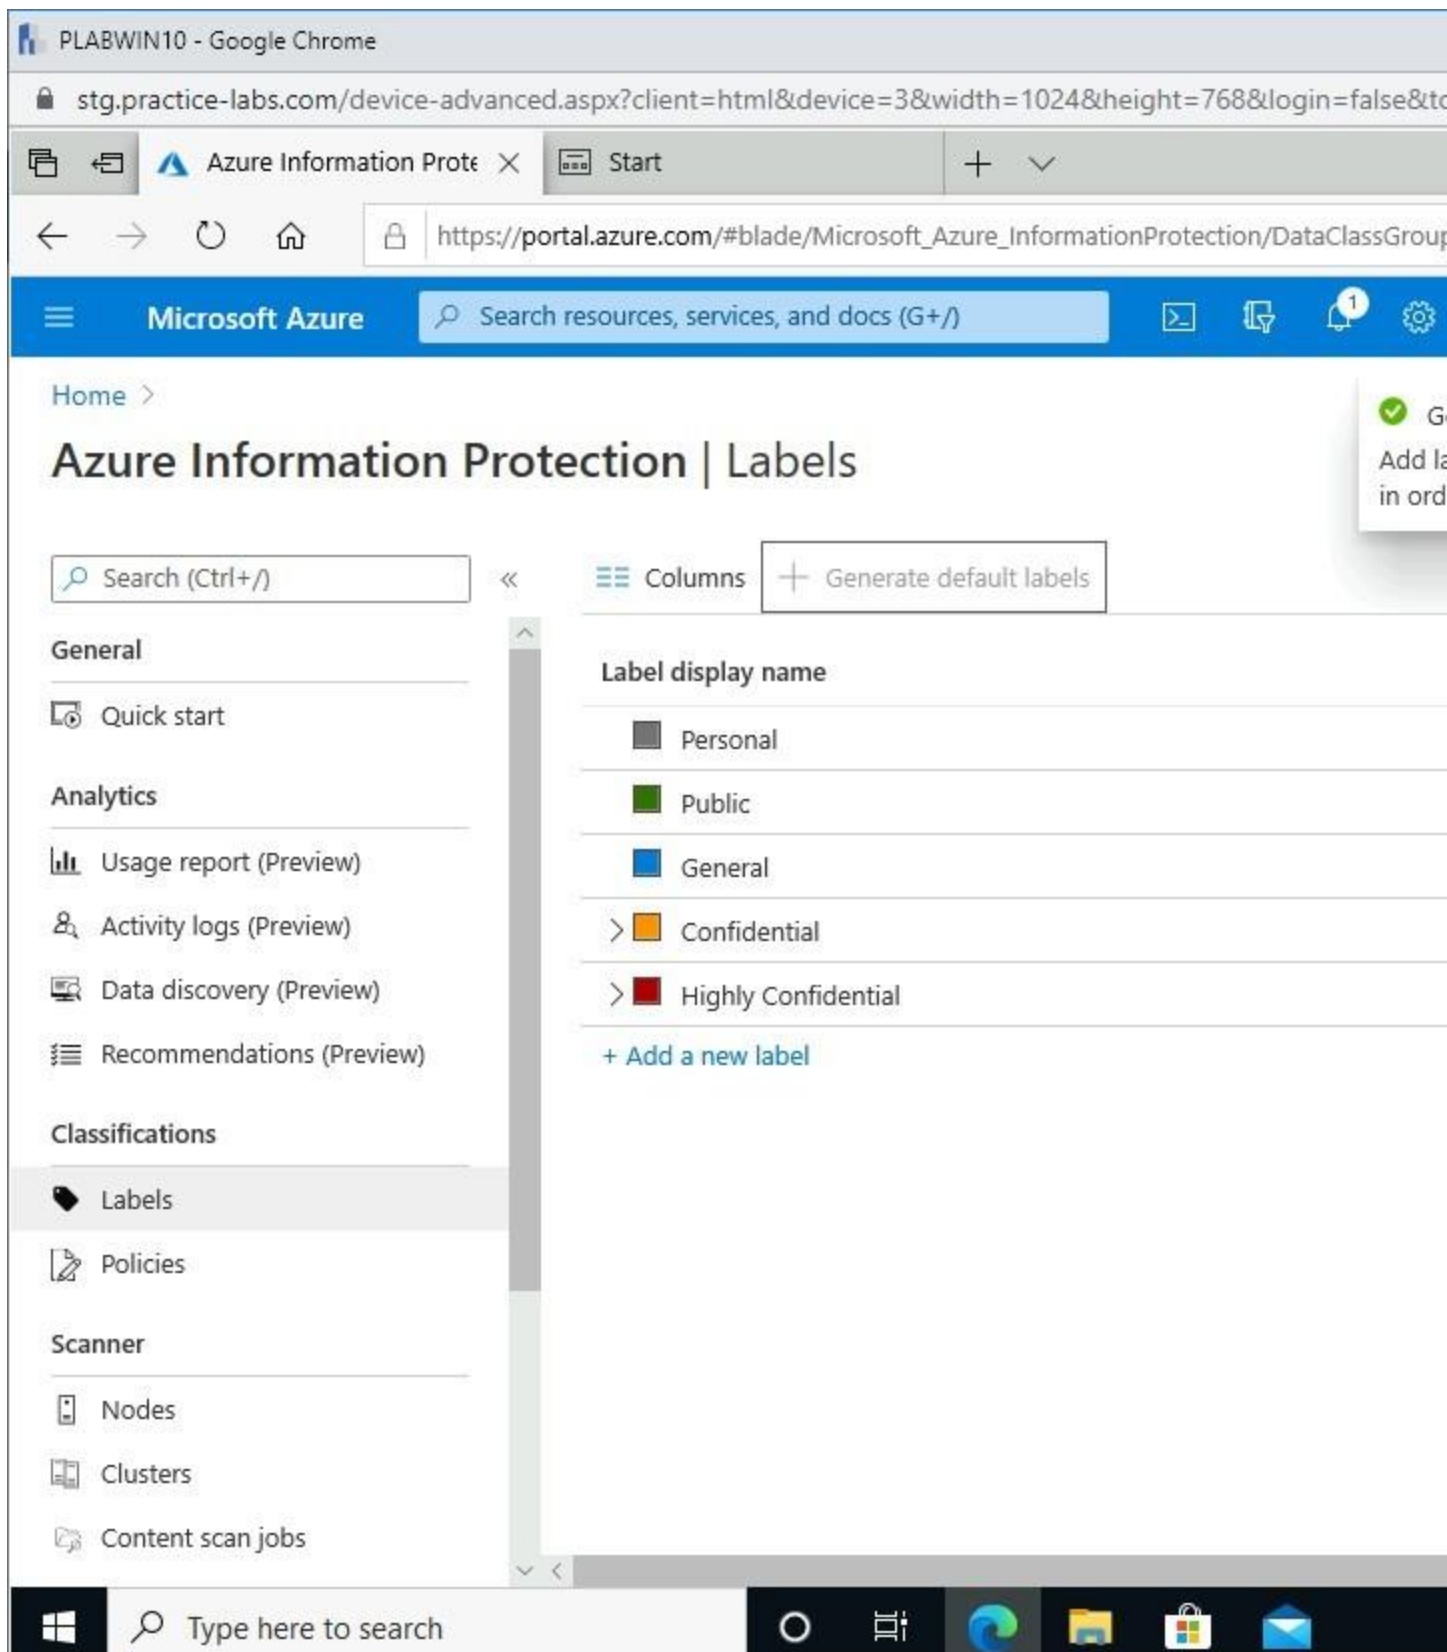 PLABWIN10 - Google Chrome
stg.practice-labs.com/device-advanced.aspx?client=html&device=3&width=1024&height=768&login=false&to
Azure Information Prote
Start
https://portal.azure.com/#blade/Microsoft_Azure_InformationProtection/DataClassGroup
Microsoft Azure
Search resources, services, and docs (G+/)
1
Home >
Azure Information Protection | Labels
Ge
Add la
in ord
Search (Ctrl+/)
«
Columns
+ Generate default labels
General
Quick start
Analytics
Usage report (Preview)
Activity logs (Preview)
Data discovery (Preview)
Recommendations (Preview)
Classifications
Labels
Policies
Scanner
Nodes
Clusters
Content scan jobs
Label display name
Personal
Public
General
Confidential
Highly Confidential
+ Add a new label
Type here to search